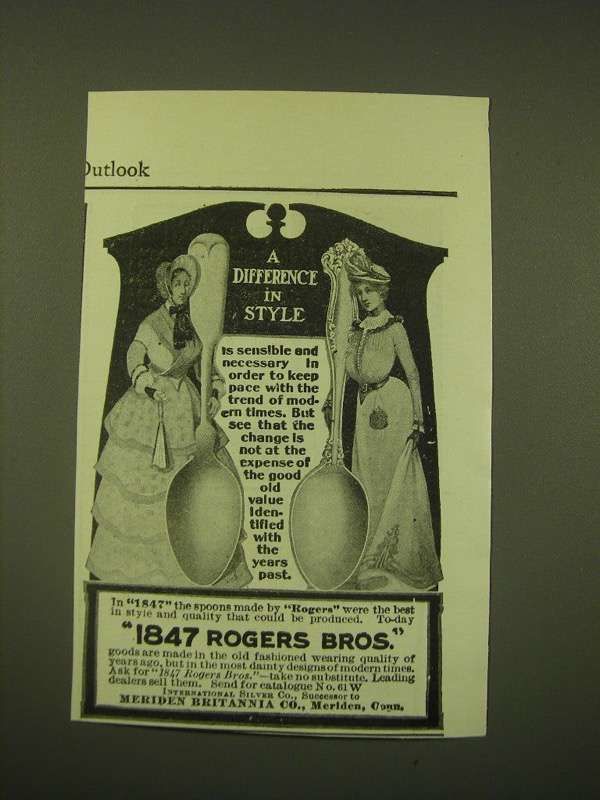 Outlook
A
DIFFERENCE
in
STYLE
is sensible and
necessary in
order to keep
pace with the
trend of mod-
ern times. But
see that the
change is
not at the
expense of
the good
old
value
iden-
tified
with
the
years
past.
In "1847" the spoons made by "Rogers" were the best
in style and quality that could be produced. To-day
"1847 ROGERS BROS."
goods are made in the old fashioned wearing quality of
years ago, but in the most dainty designs of modern times.
Ask for "1847 Rogers Bros."—take no substitute. Leading
dealers sell them. Send for catalogue No. 61 W
INTERNATIONAL SILVER CO., Successor to
MERIDEN BRITANNIA CO., Meriden, Conn.